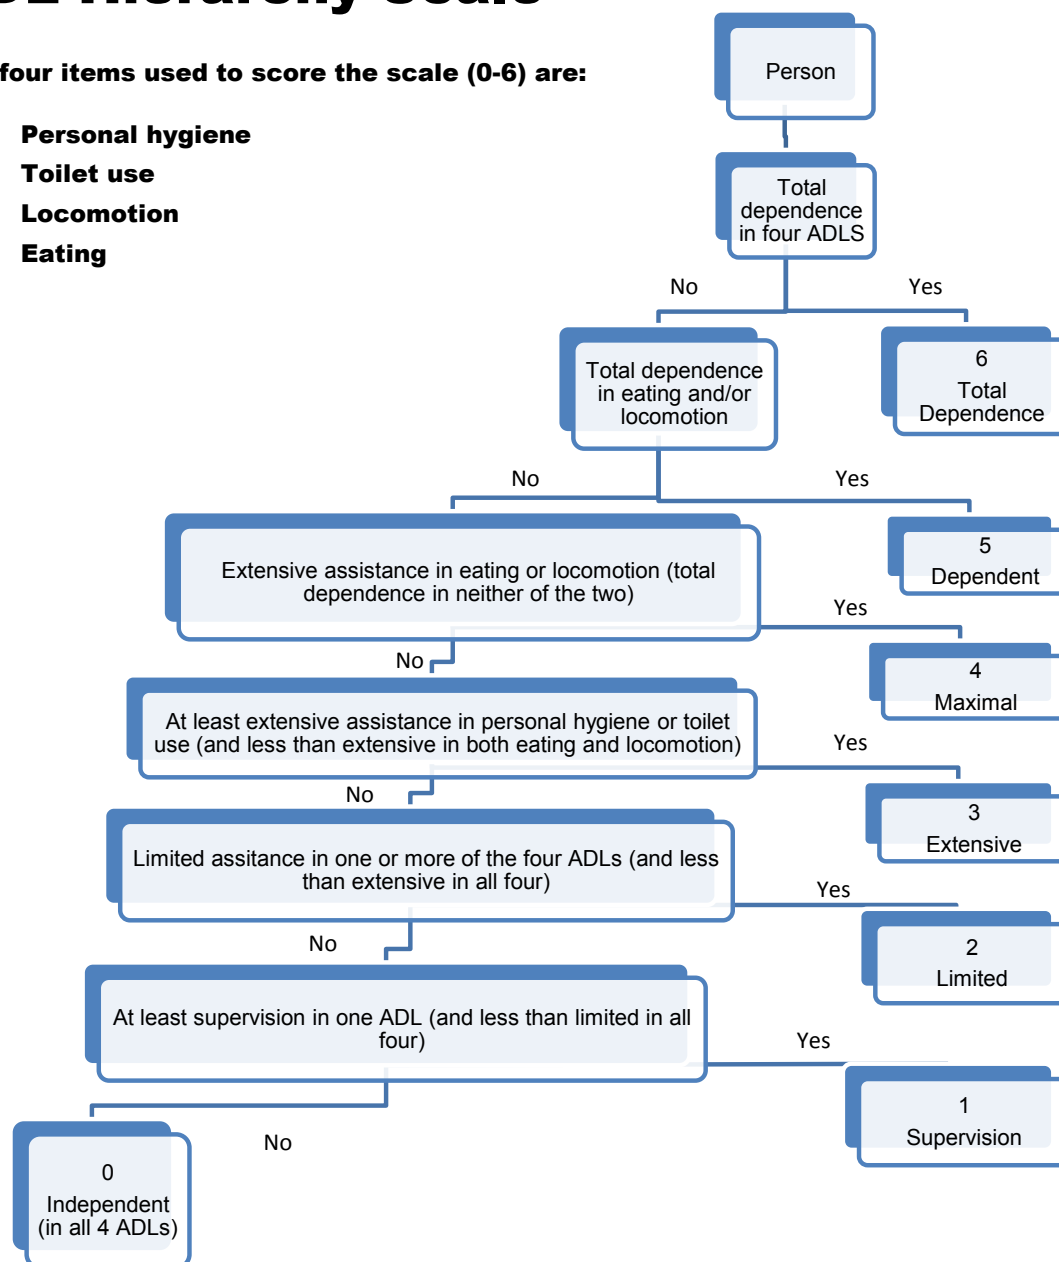 four items used to score the scale (0-6) are:
Personal hygiene
Toilet use
Locomotion
Eating
Person
Total
dependence
in four ADLS
No
Yes
Total dependence
in eating and/or
locomotion
6
Total
Dependence
No
Yes
Extensive assistance in eating or locomotion (total
dependence in neither of the two)
5
Dependent
Yes
No
4
Maximal
At least extensive assistance in personal hygiene or toilet
use (and less than extensive in both eating and locomotion)
Yes
No
3
Extensive
Limited assitance in one or more of the four ADLs (and less
than extensive in all four)
Yes
No
2
Limited
At least supervision in one ADL (and less than limited in all
four)
Yes
1
Supervision
No
0
Independent
(in all 4 ADLs)